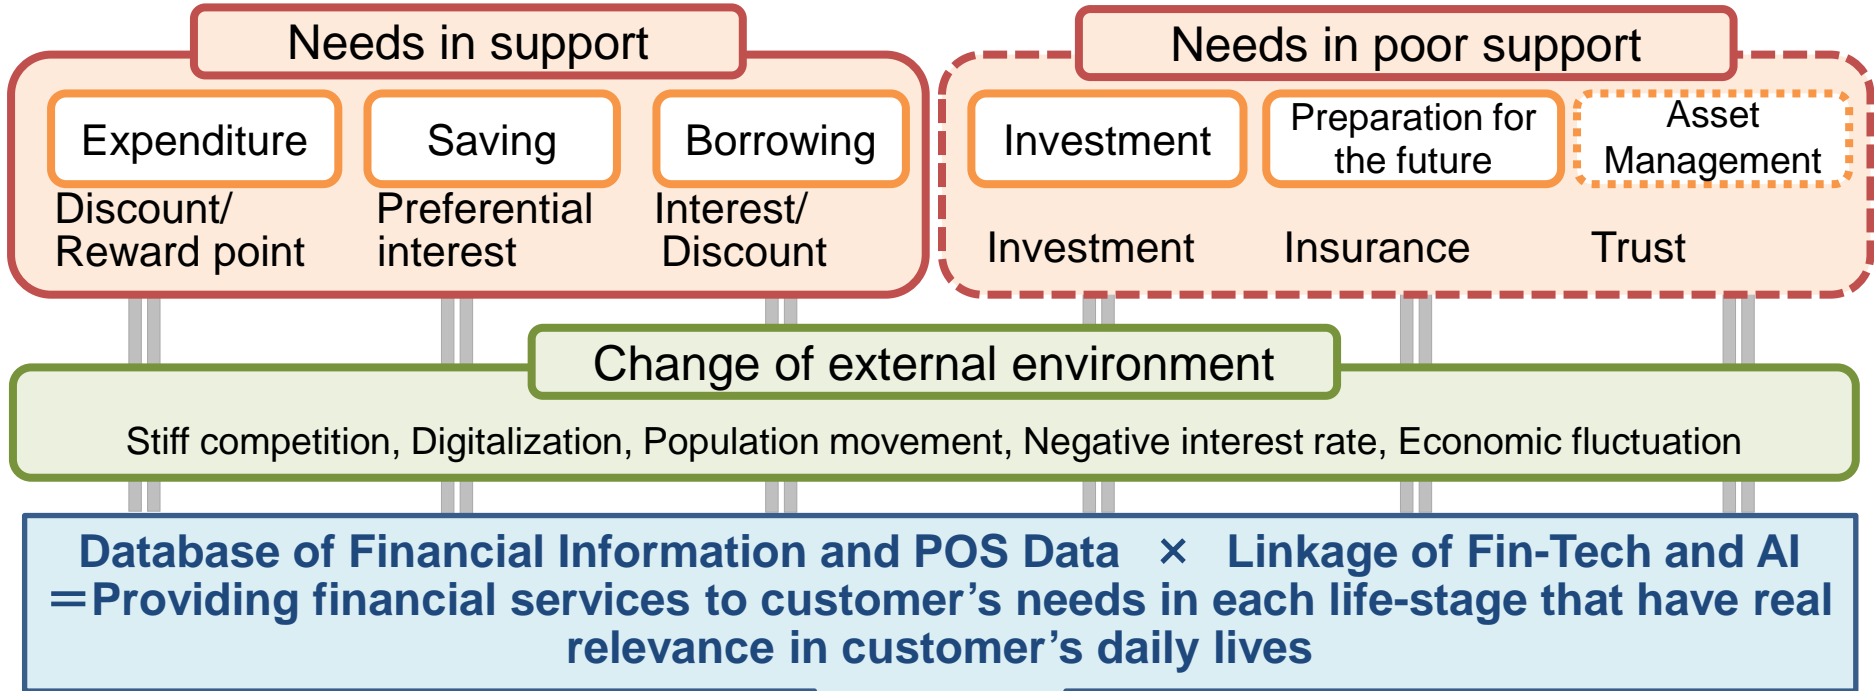 Needs in support
Expenditure
Saving
Borrowing
Discount/
Reward point
Preferential
interest
Interest/
Discount
Needs in poor support
Investment
Preparation for
the future
Asset
Management
Investment
Insurance
Trust
Change of external environment
Stiff competition, Digitalization, Population movement, Negative interest rate, Economic fluctuation
Database of Financial Information and POS Data × Linkage of Fin-Tech and AI
＝Providing financial services to customer’s needs in each life-stage that have real
relevance in customer’s daily lives